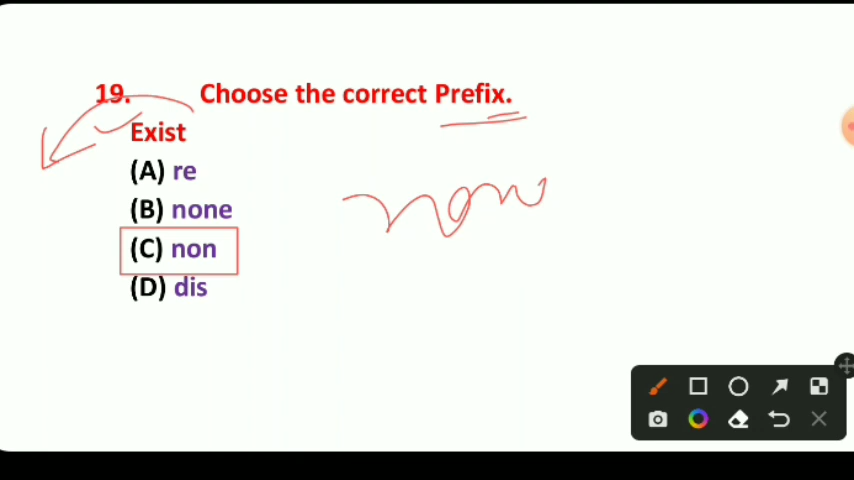 19. Choose the correct Prefix.
Exist
(A) re
(B) none
(C) non
(D) dis
non